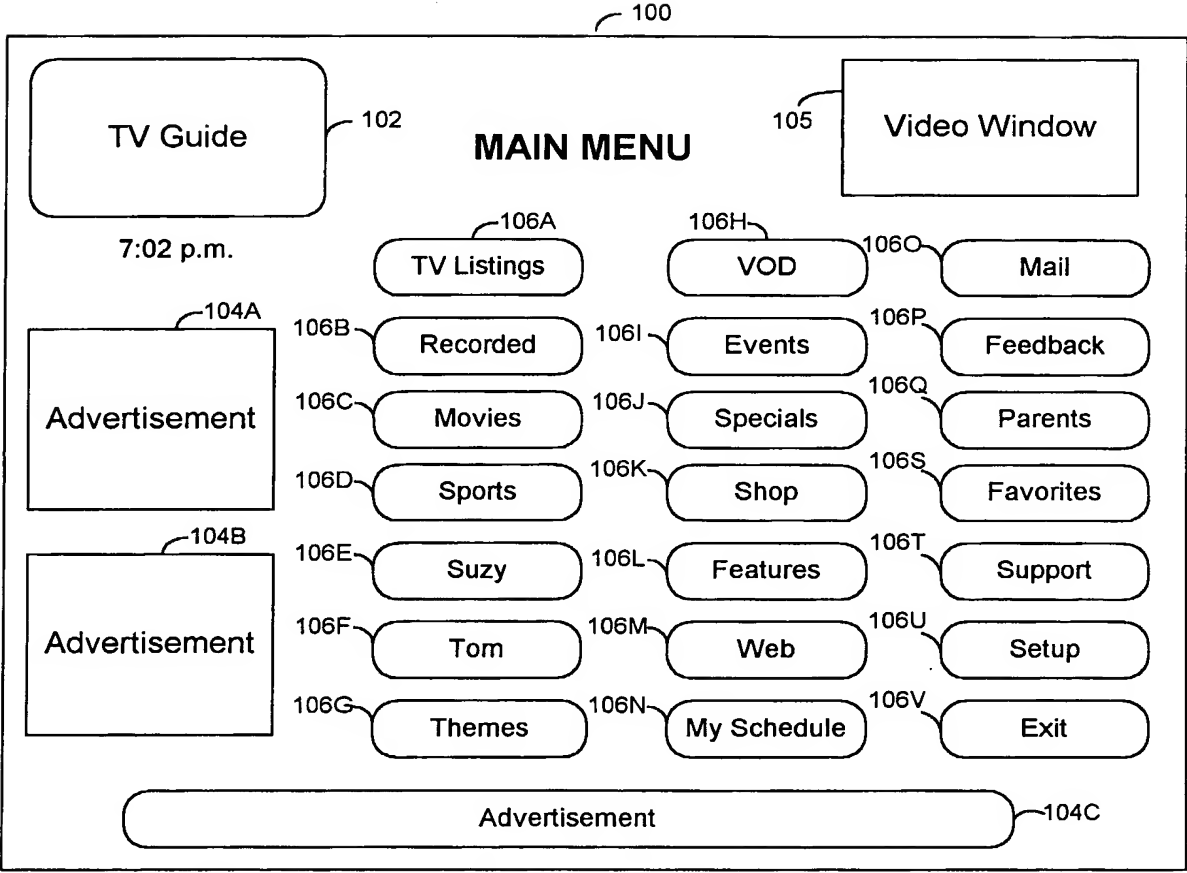 100
TV Guide
102
MAIN MENU
105
Video Window
7:02 p.m.
106A
TV Listings
106H
VOD
106O
Mail
104A
Advertisement
106B
Recorded
106I
Events
106P
Feedback
106C
Movies
106J
Specials
106Q
Parents
106D
Sports
106K
Shop
106S
Favorites
104B
Advertisement
106E
Suzy
106L
Features
106T
Support
106F
Tom
106M
Web
106U
Setup
106G
Themes
106N
My Schedule
106V
Exit
Advertisement
104C